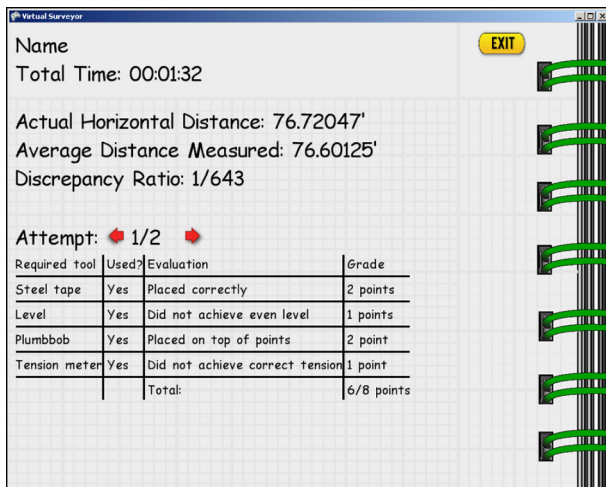 Virtual Surveyor
Name
EXIT
Total Time: 00:01:32
Actual Horizontal Distance: 76.72047'
Average Distance Measured: 76.60125'
Discrepancy Ratio: 1/643
Attempt: 1/2
Required tool Used? Evaluation Grade
Steel tape Yes Placed correctly 2 points
Level Yes Did not achieve even level 1 points
Plumbbob Yes Placed on top of points 2 point
Tension meter Yes Did not achieve correct tension 1 point
Total: 6/8 points